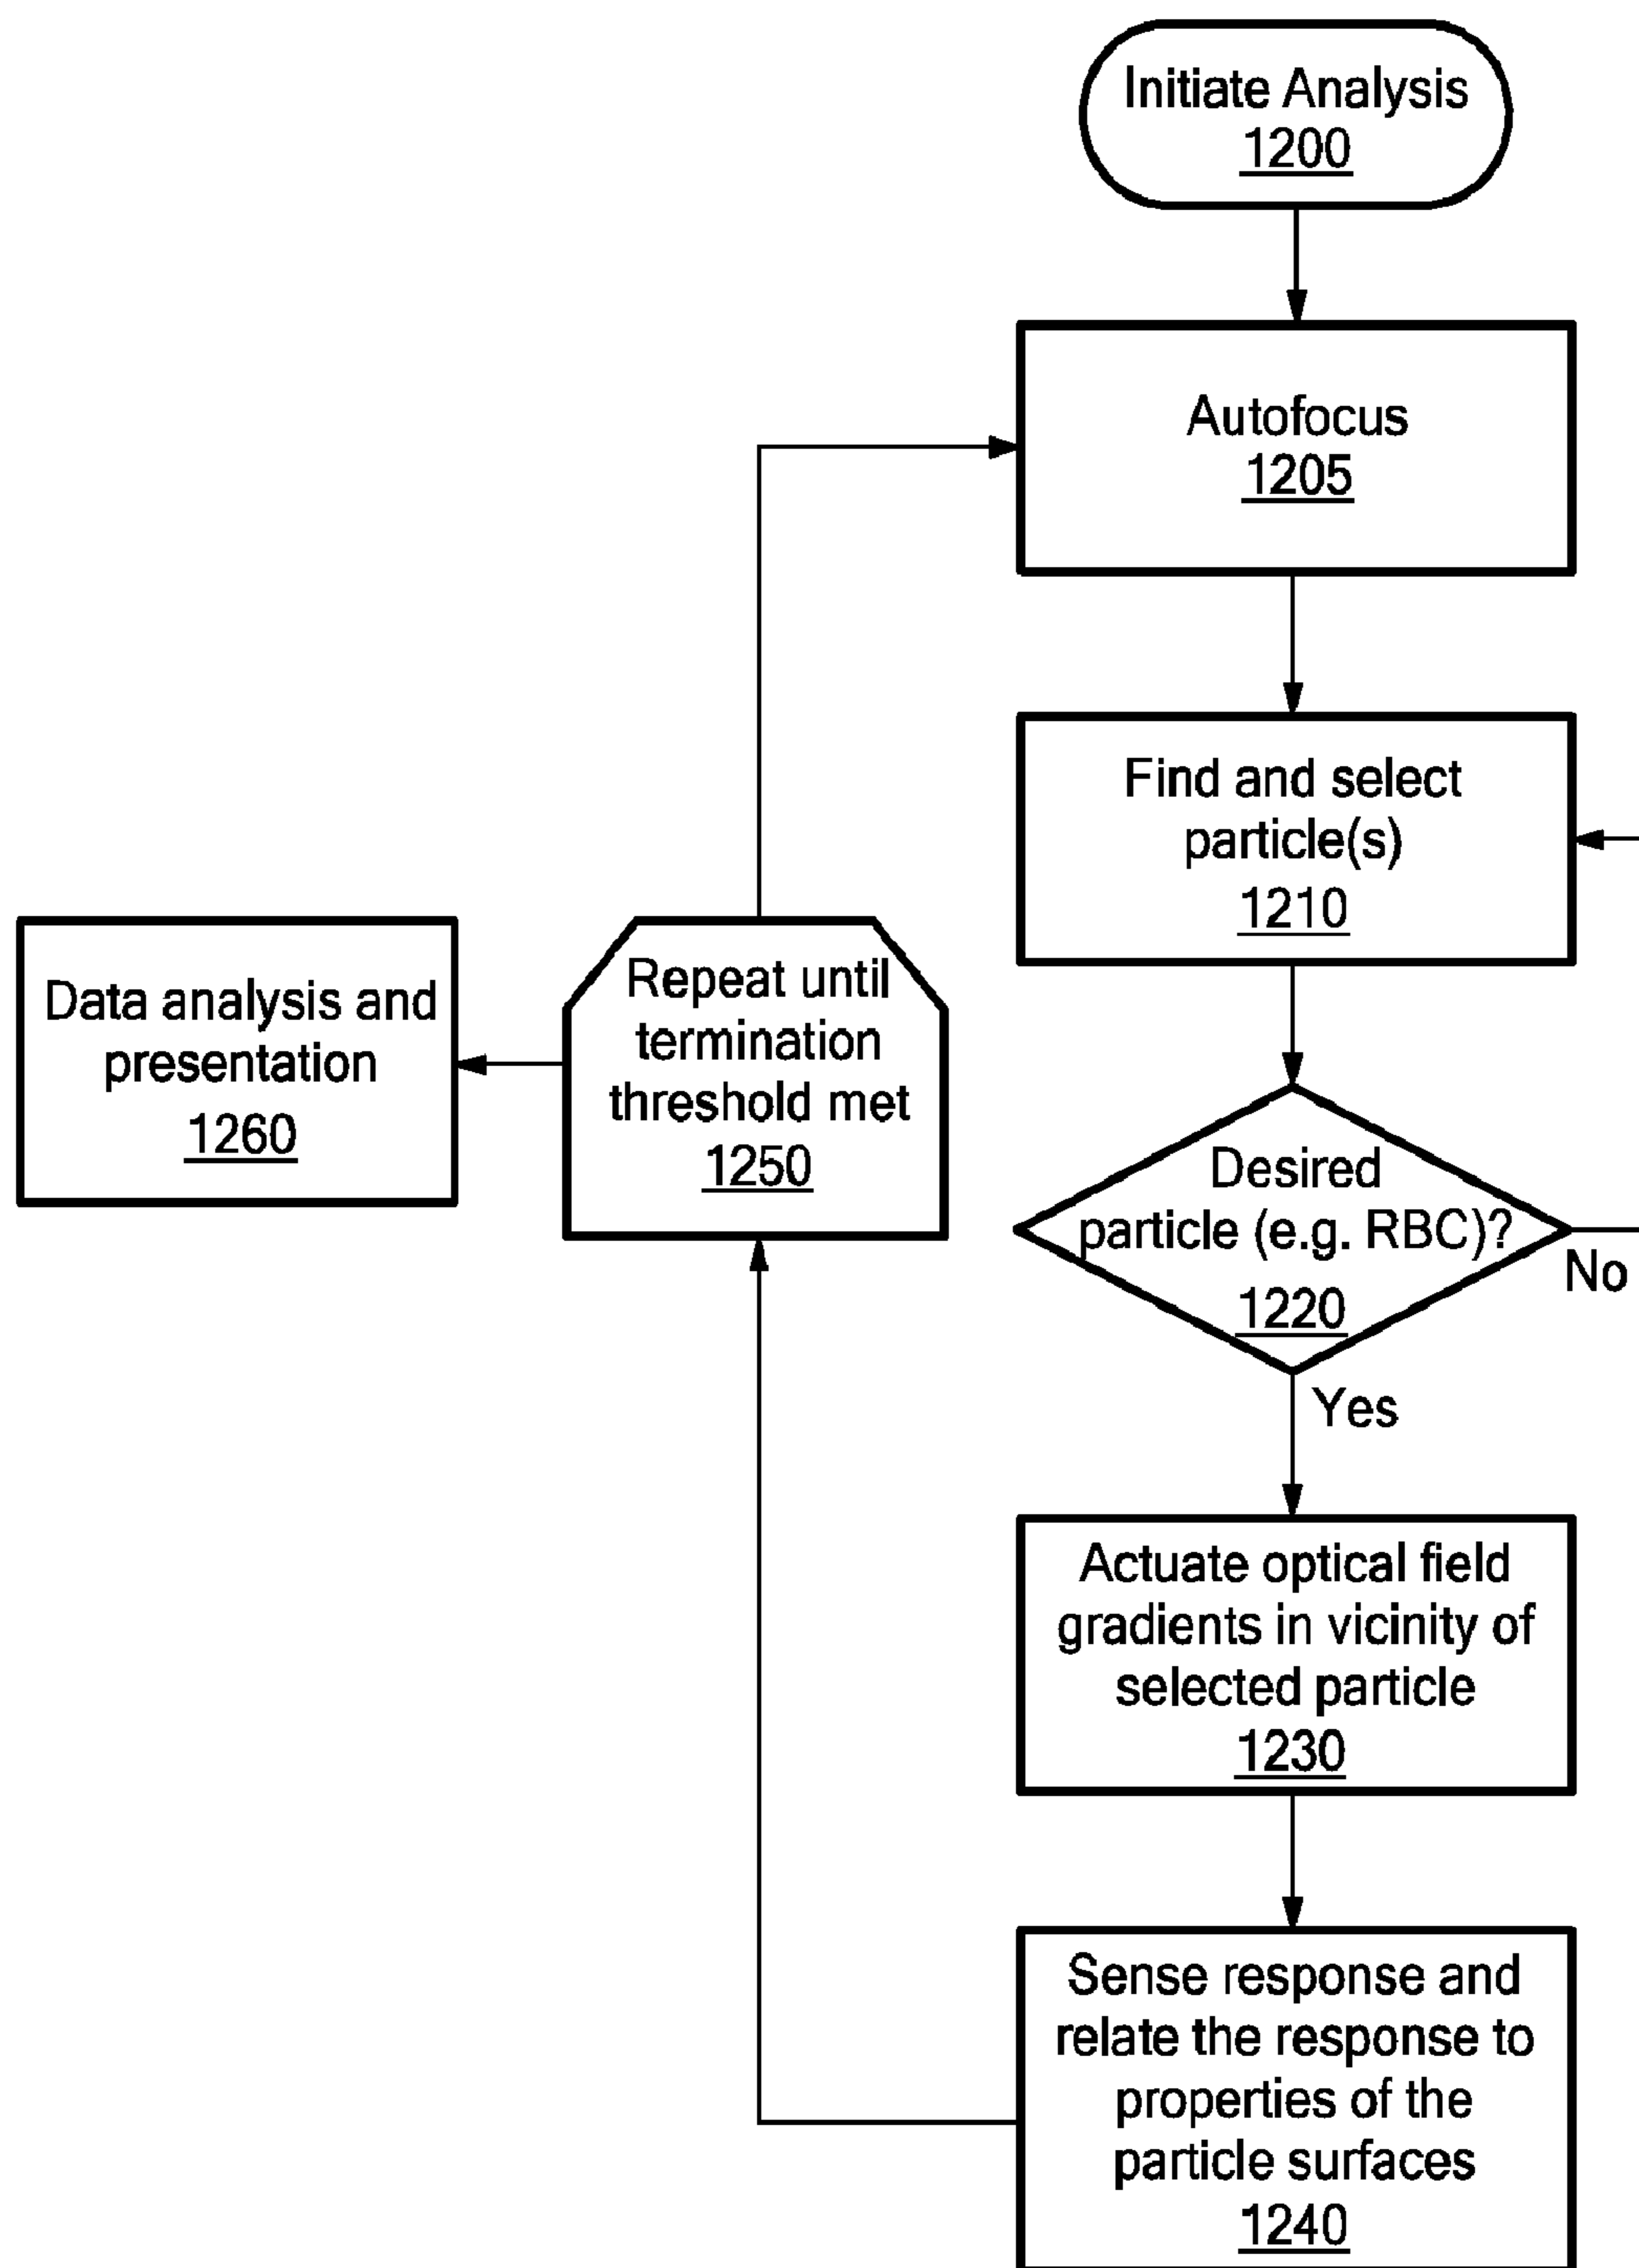 Initiate Analysis
1200
Autofocus
1205
Find and select
particle(s)
1210
Desired
particle (e.g. RBC)?
1220
No
Yes
Actuate optical field
gradients in vicinity of
selected particle
1230
Sense response and
relate the response to
properties of the
particle surfaces
1240
Repeat until
termination
threshold met
1250
Data analysis and
presentation
1260